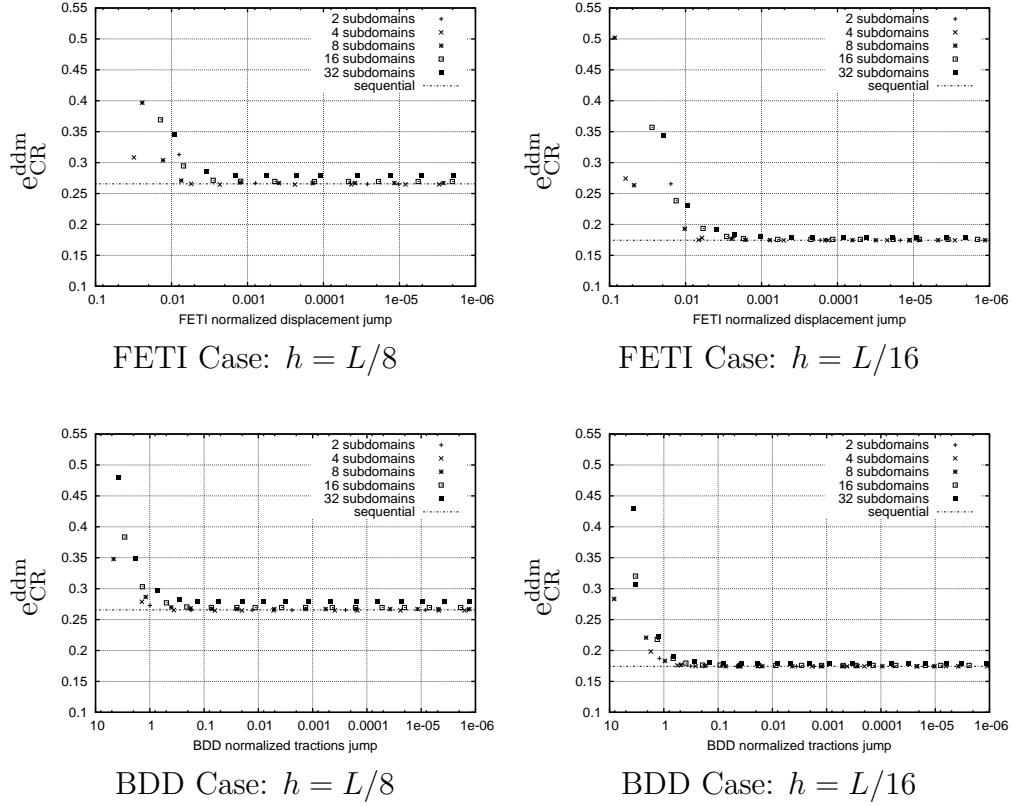 0.55
0.5
0.45
0.4
0.35
0.3
0.25
0.2
0.15
0.1
0.1 0.01 0.001 0.0001 1e-05 1e-06
e_CR^ddm
FETI normalized displacement jump
2 subdomains
4 subdomains
8 subdomains
16 subdomains
32 subdomains
sequential
FETI Case: h = L/8
0.55
0.5
0.45
0.4
0.35
0.3
0.25
0.2
0.15
0.1
0.1 0.01 0.001 0.0001 1e-05 1e-06
e_CR^ddm
FETI normalized displacement jump
2 subdomains
4 subdomains
8 subdomains
16 subdomains
32 subdomains
sequential
FETI Case: h = L/16
0.55
0.5
0.45
0.4
0.35
0.3
0.25
0.2
0.15
0.1
10 1 0.1 0.01 0.001 0.0001 1e-05 1e-06
e_CR^ddm
BDD normalized tractions jump
2 subdomains
4 subdomains
8 subdomains
16 subdomains
32 subdomains
sequential
BDD Case: h = L/8
0.55
0.5
0.45
0.4
0.35
0.3
0.25
0.2
0.15
0.1
10 1 0.1 0.01 0.001 0.0001 1e-05 1e-06
e_CR^ddm
BDD normalized tractions jump
2 subdomains
4 subdomains
8 subdomains
16 subdomains
32 subdomains
sequential
BDD Case: h = L/16